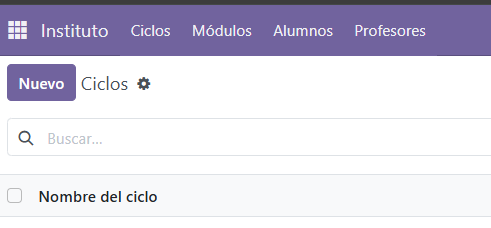 Instituto Ciclos Módulos Alumnos Profesores
Nuevo Ciclos
Buscar...
Nombre del ciclo